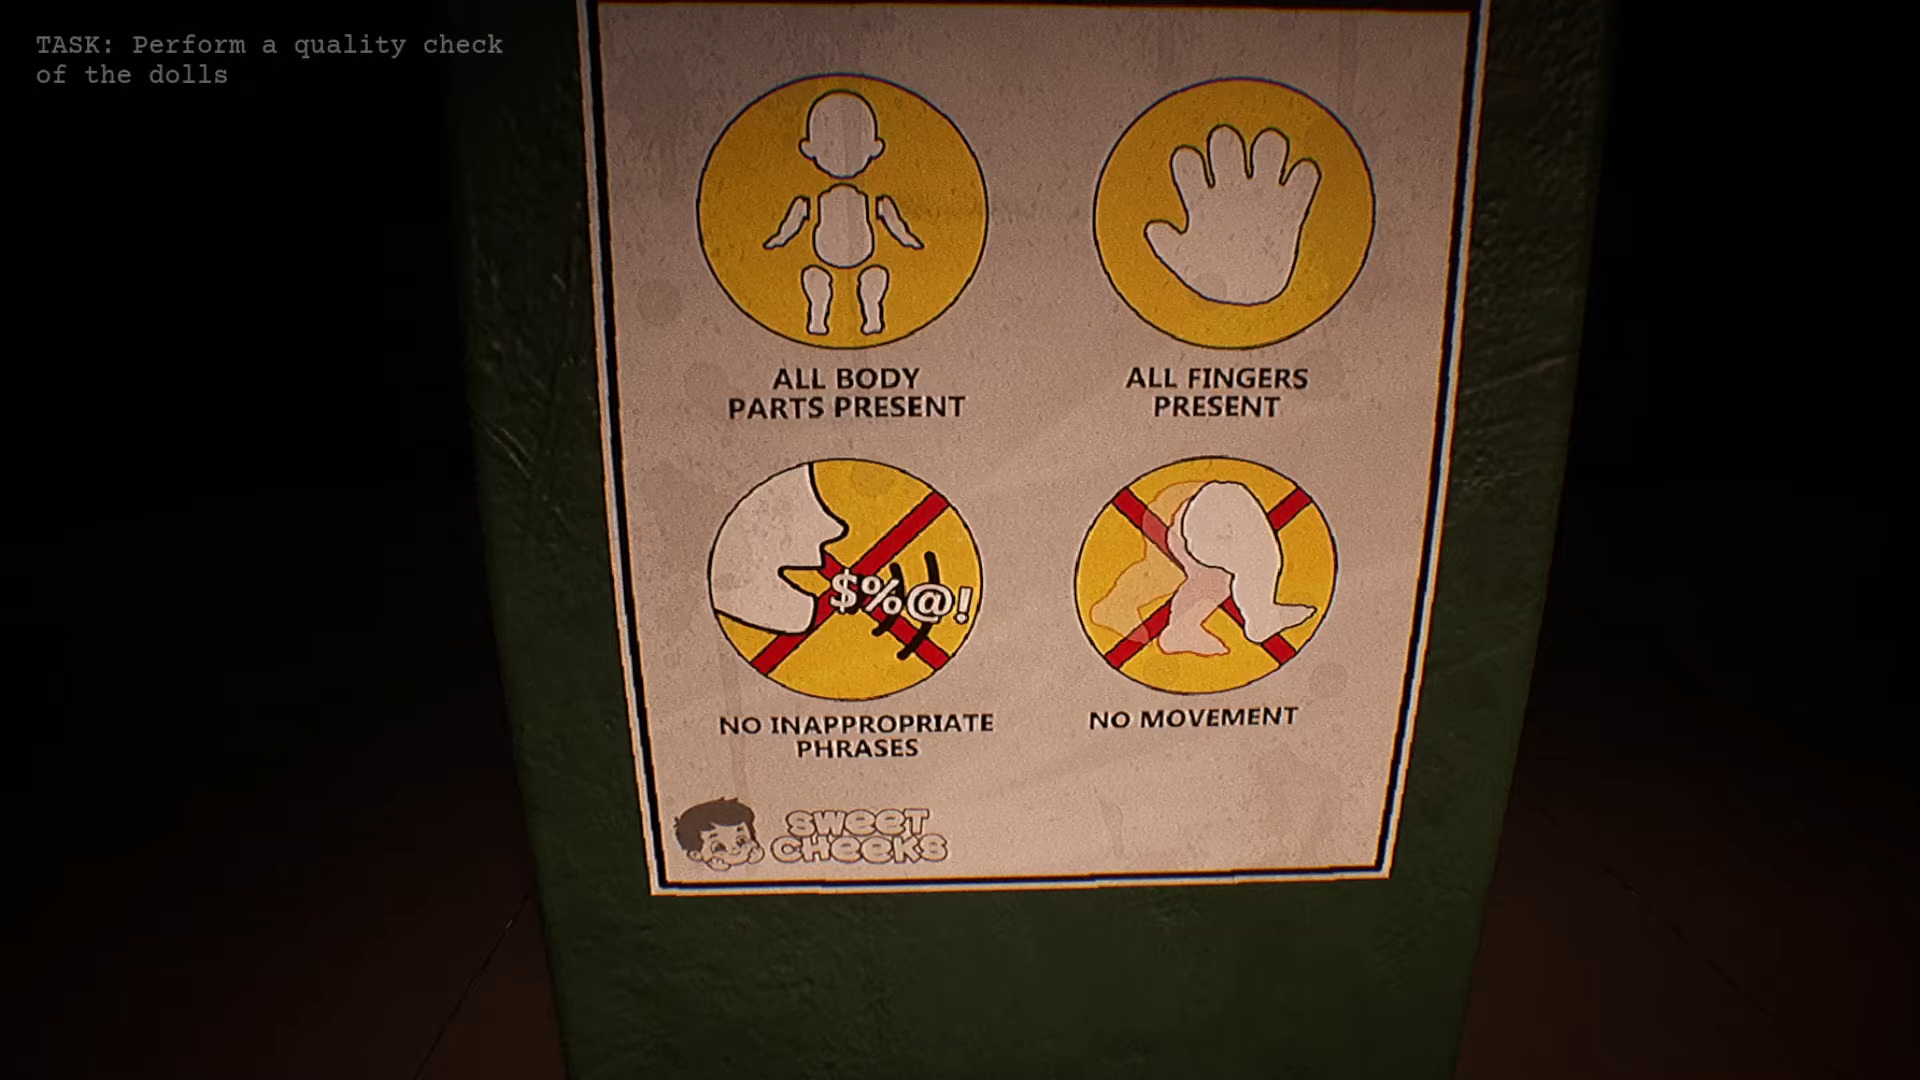 TASK: Perform a quality check
of the dolls
ALL BODY
PARTS PRESENT
ALL FINGERS
PRESENT
$%@!
NO INAPPROPRIATE
PHRASES
NO MOVEMENT
SWEET
CHEEKS